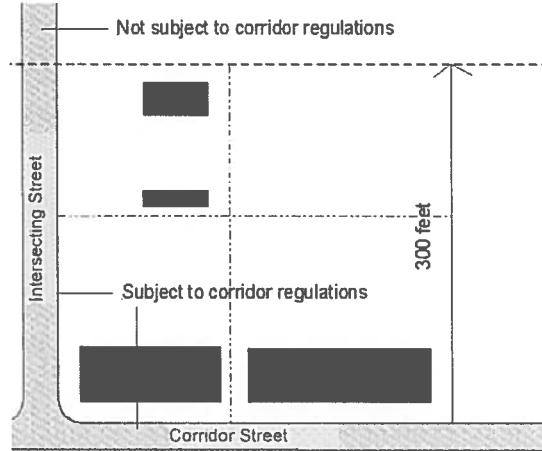 Not subject to corridor regulations
Intersecting Street
300 feet
Subject to corridor regulations
Corridor Street